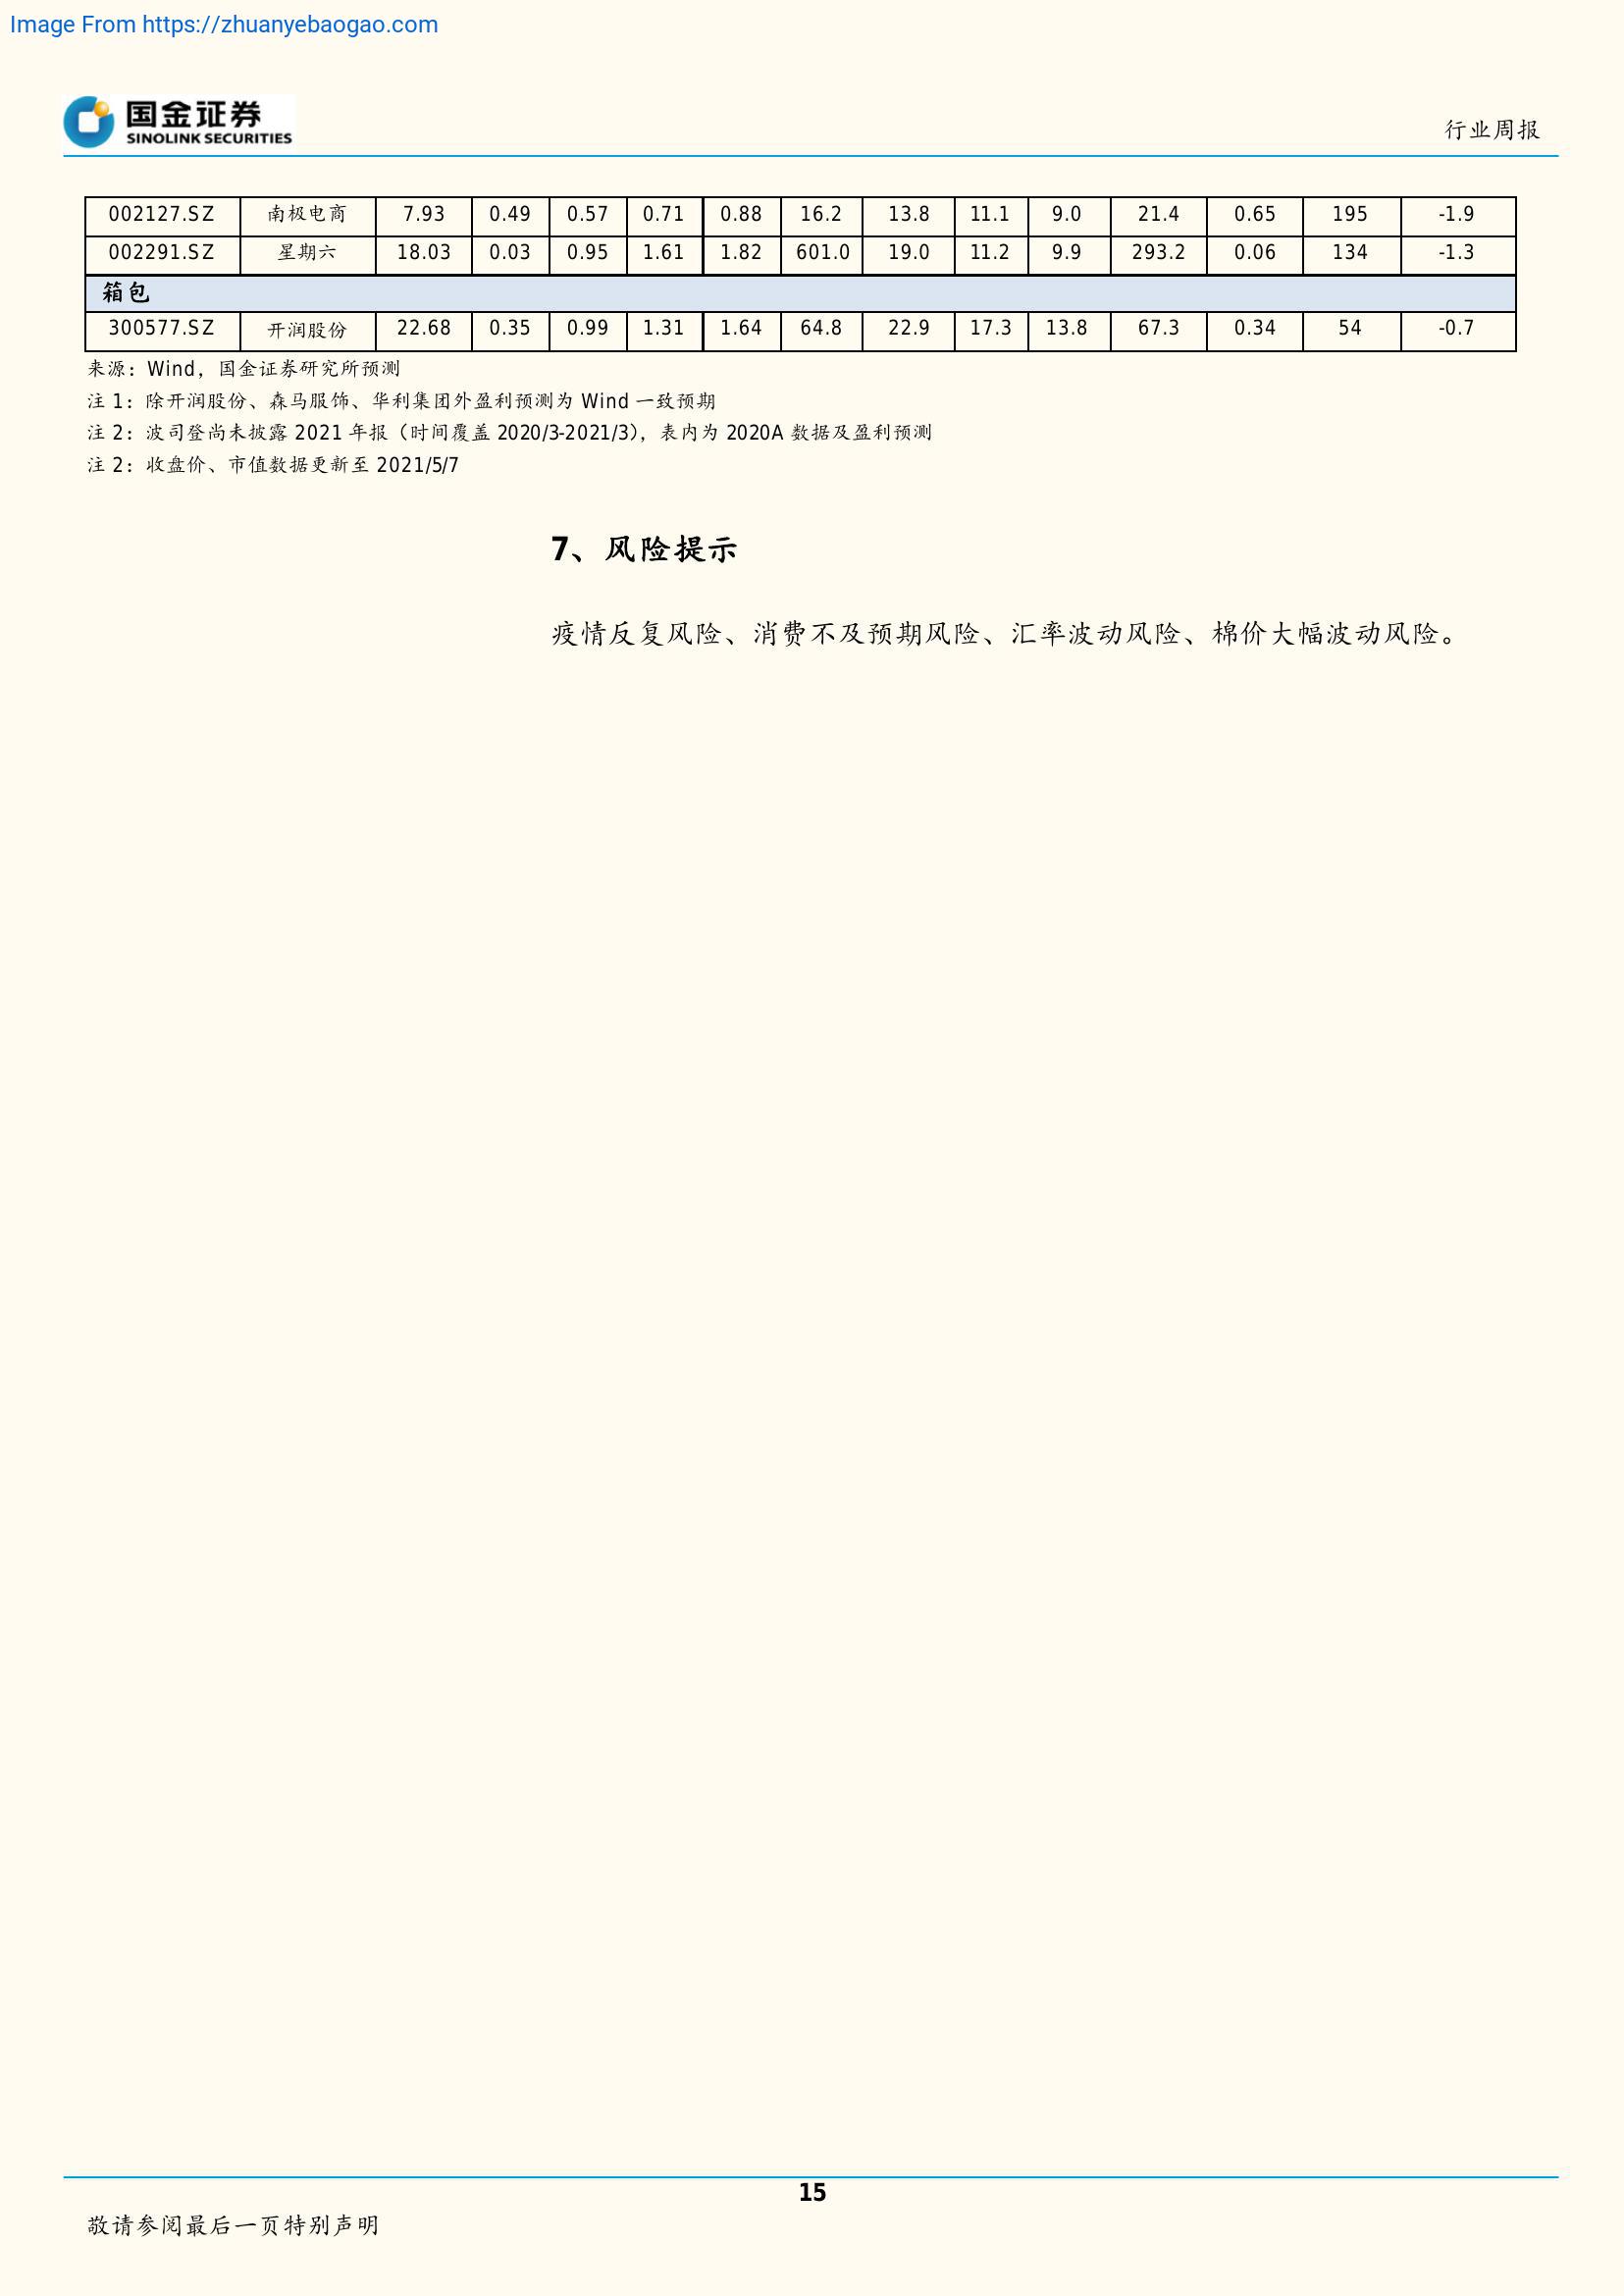 Image From https://zhuanyebaogao.com
国金证券
SINOLINK SECURITIES
行业周报
002127.SZ 南极电商 7.93 0.49 0.57 0.71 0.88 16.2 13.8 11.1 9.0 21.4 0.65 195 -1.9
002291.SZ 星期六 18.03 0.03 0.95 1.61 1.82 601.0 19.0 11.2 9.9 293.2 0.06 134 -1.3
箱包
300577.SZ 开润股份 22.68 0.35 0.99 1.31 1.64 64.8 22.9 17.3 13.8 67.3 0.34 54 -0.7
来源：Wind，国金证券研究所预测
注 1：除开润股份、森马服饰、华利集团外盈利预测为 Wind 一致预期
注 2：波司登尚未披露 2021 年报（时间覆盖 2020/3-2021/3），表内为 2020A 数据及盈利预测
注 2：收盘价、市值数据更新至 2021/5/7
7、风险提示
疫情反复风险、消费不及预期风险、汇率波动风险、棉价大幅波动风险。
15
敬请参阅最后一页特别声明